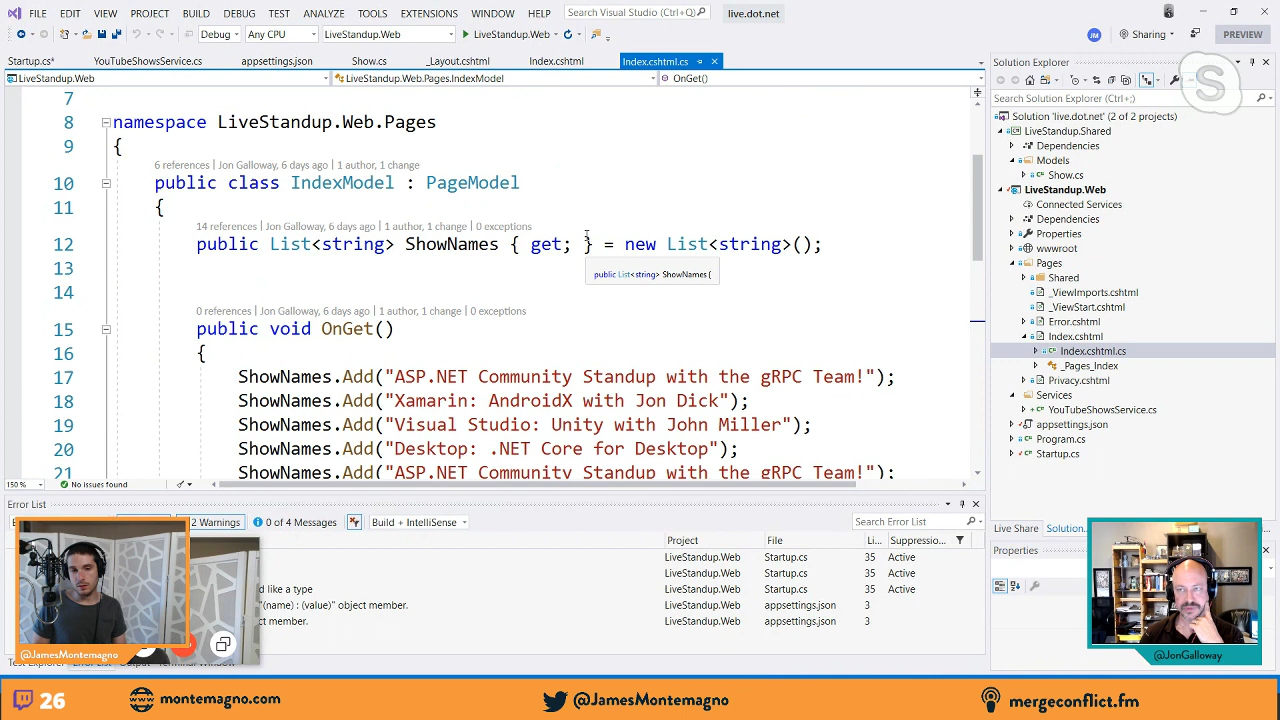 FILE EDIT VIEW PROJECT BUILD DEBUG TEST ANALYZE TOOLS EXTENSIONS WINDOW HELP Search Visual Studio (Ctrl+Q) live.dot.net
Debug Any CPU LiveStandup.Web LiveStandup.Web JM Sharing PREVIEW
Startup.cs* YouTubeShowsService.cs appsettings.json Show.cs _Layout.cshtml Index.cshtml Index.cshtml.cs
LiveStandup.Web LiveStandup.Web.Pages.IndexModel OnGet()
7
8 namespace LiveStandup.Web.Pages
9 {
6 references | Jon Galloway, 6 days ago | 1 author, 1 change
10 public class IndexModel : PageModel
11 {
14 references | Jon Galloway, 6 days ago | 1 author, 1 change | 0 exceptions
12 public List<string> ShowNames { get; } = new List<string>();
public List<string> ShowNames {
13
14
0 references | Jon Galloway, 6 days ago | 1 author, 1 change | 0 exceptions
15 public void OnGet()
16 {
17 ShowNames.Add("ASP.NET Community Standup with the gRPC Team!");
18 ShowNames.Add("Xamarin: AndroidX with Jon Dick");
19 ShowNames.Add("Visual Studio: Unity with John Miller");
20 ShowNames.Add("Desktop: .NET Core for Desktop");
21 ShowNames.Add("ASP.NET Community Standup with the gRPC Team!");
150 % No issues found
Solution Explorer
Search Solution Explorer (Ctrl+;)
Solution 'live.dot.net' (2 of 2 projects)
LiveStandup.Shared
Dependencies
Models
Show.cs
LiveStandup.Web
Connected Services
Dependencies
Properties
wwwroot
Pages
Shared
_ViewImports.cshtml
_ViewStart.cshtml
Error.cshtml
Index.cshtml
Index.cshtml.cs
_Pages_Index
Privacy.cshtml
Services
YouTubeShowsService.cs
appsettings.json
Program.cs
Startup.cs
Live Share Solution...
Properties
Error List
2 Warnings 0 of 4 Messages Build + IntelliSense Search Error List
Project File Li... Suppressio...
LiveStandup.Web Startup.cs 35 Active
LiveStandup.Web Startup.cs 35 Active
d like a type LiveStandup.Web Startup.cs 35 Active
"(name) : (value)" object member. LiveStandup.Web appsettings.json 3
ct member. LiveStandup.Web appsettings.json 3
@JamesMontemagno
@JonGalloway
26 montemagno.com @JamesMontemagno mergeconflict.fm